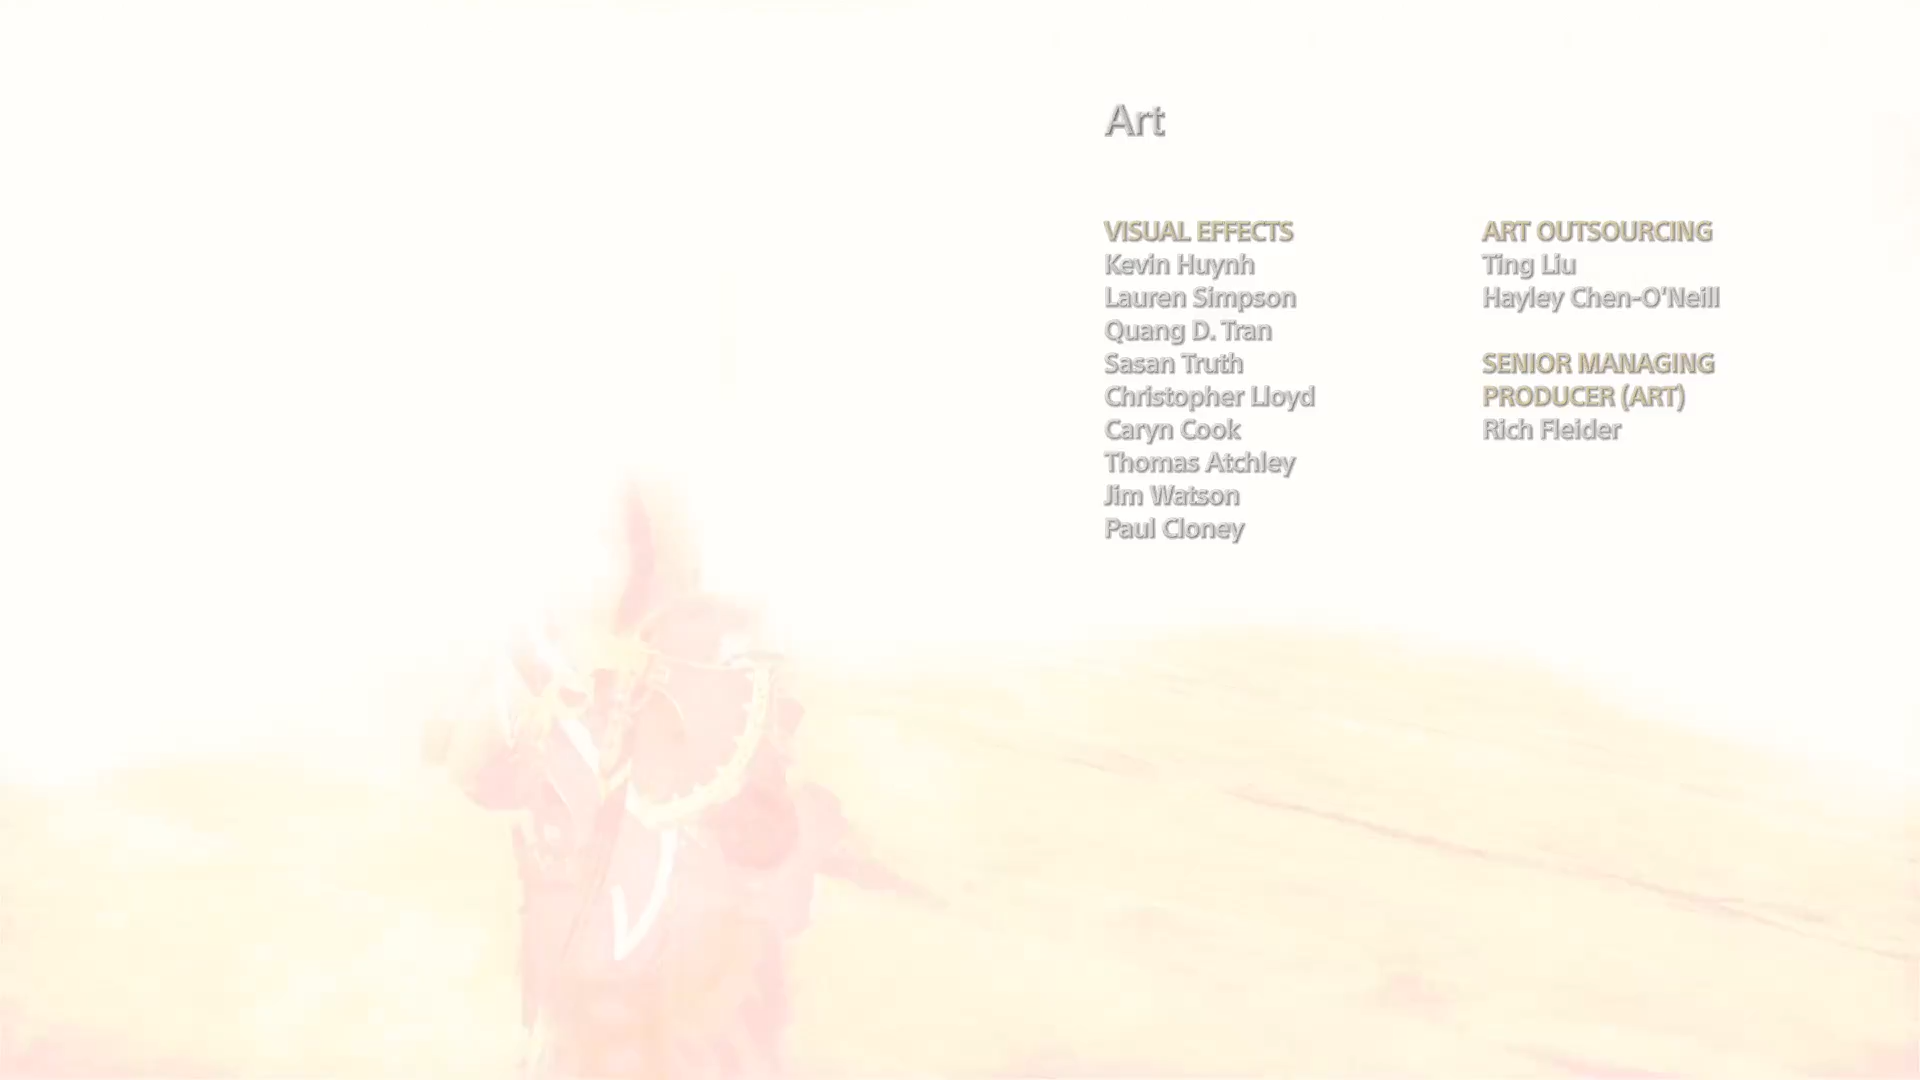 Art
VISUAL EFFECTS
Kevin Huynh
Lauren Simpson
Quang D. Tran
Sasan Truth
Christopher Lloyd
Caryn Cook
Thomas Atchley
Jim Watson
Paul Cloney
ART OUTSOURCING
Ting Liu
Hayley Chen-O'Neill
SENIOR MANAGING
PRODUCER (ART)
Rich Fleider